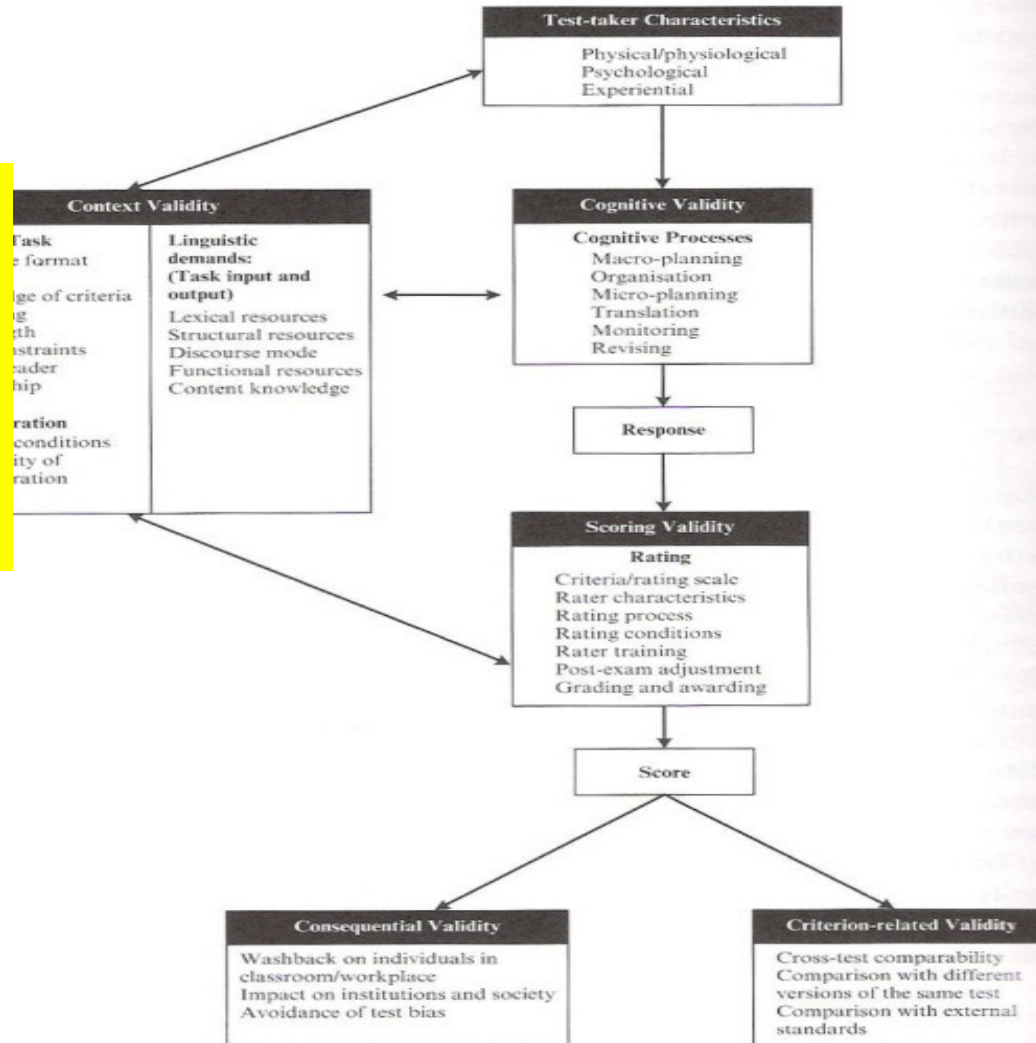 Test-taker Characteristics
Physical/physiological
Psychological
Experiential
Context Validity
Task
format
of criteria
Linguistic
demands:
(Task input and
output)
Lexical resources
Structural resources
Discourse mode
Functional resources
Content knowledge
conditions
of
Cognitive Validity
Cognitive Processes
Macro-planning
Organisation
Micro-planning
Translation
Monitoring
Revising
Response
Scoring Validity
Rating
Criteria/rating scale
Rater characteristics
Rating process
Rating conditions
Rater training
Post-exam adjustment
Grading and awarding
Score
Consequential Validity
Washback on individuals in
classroom/workplace
Impact on institutions and society
Avoidance of test bias
Criterion-related Validity
Cross-test comparability
Comparison with different
versions of the same test
Comparison with external
standards